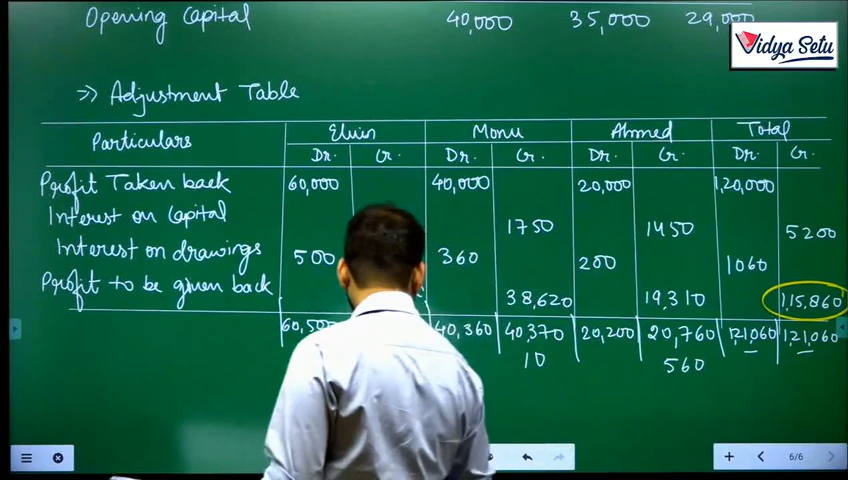 Opening Capital 40,000 35,000 29,000
Vidya Setu
>> Adjustment Table
Particulars Elvin Monu Ahmed Total
Dr. Cr. Dr. Cr. Dr. Cr. Dr. Cr.
Profit Taken back 60,000 40,000 20,000 1,20,000
Interest on Capital 1750 1450 5200
Interest on drawings 500 360 200 1060
Profit to be given back 38,620 19,310 1,15,860
40,360 40,370 20,200 20,760 1,21,060 1,21,060
10 560
6/6